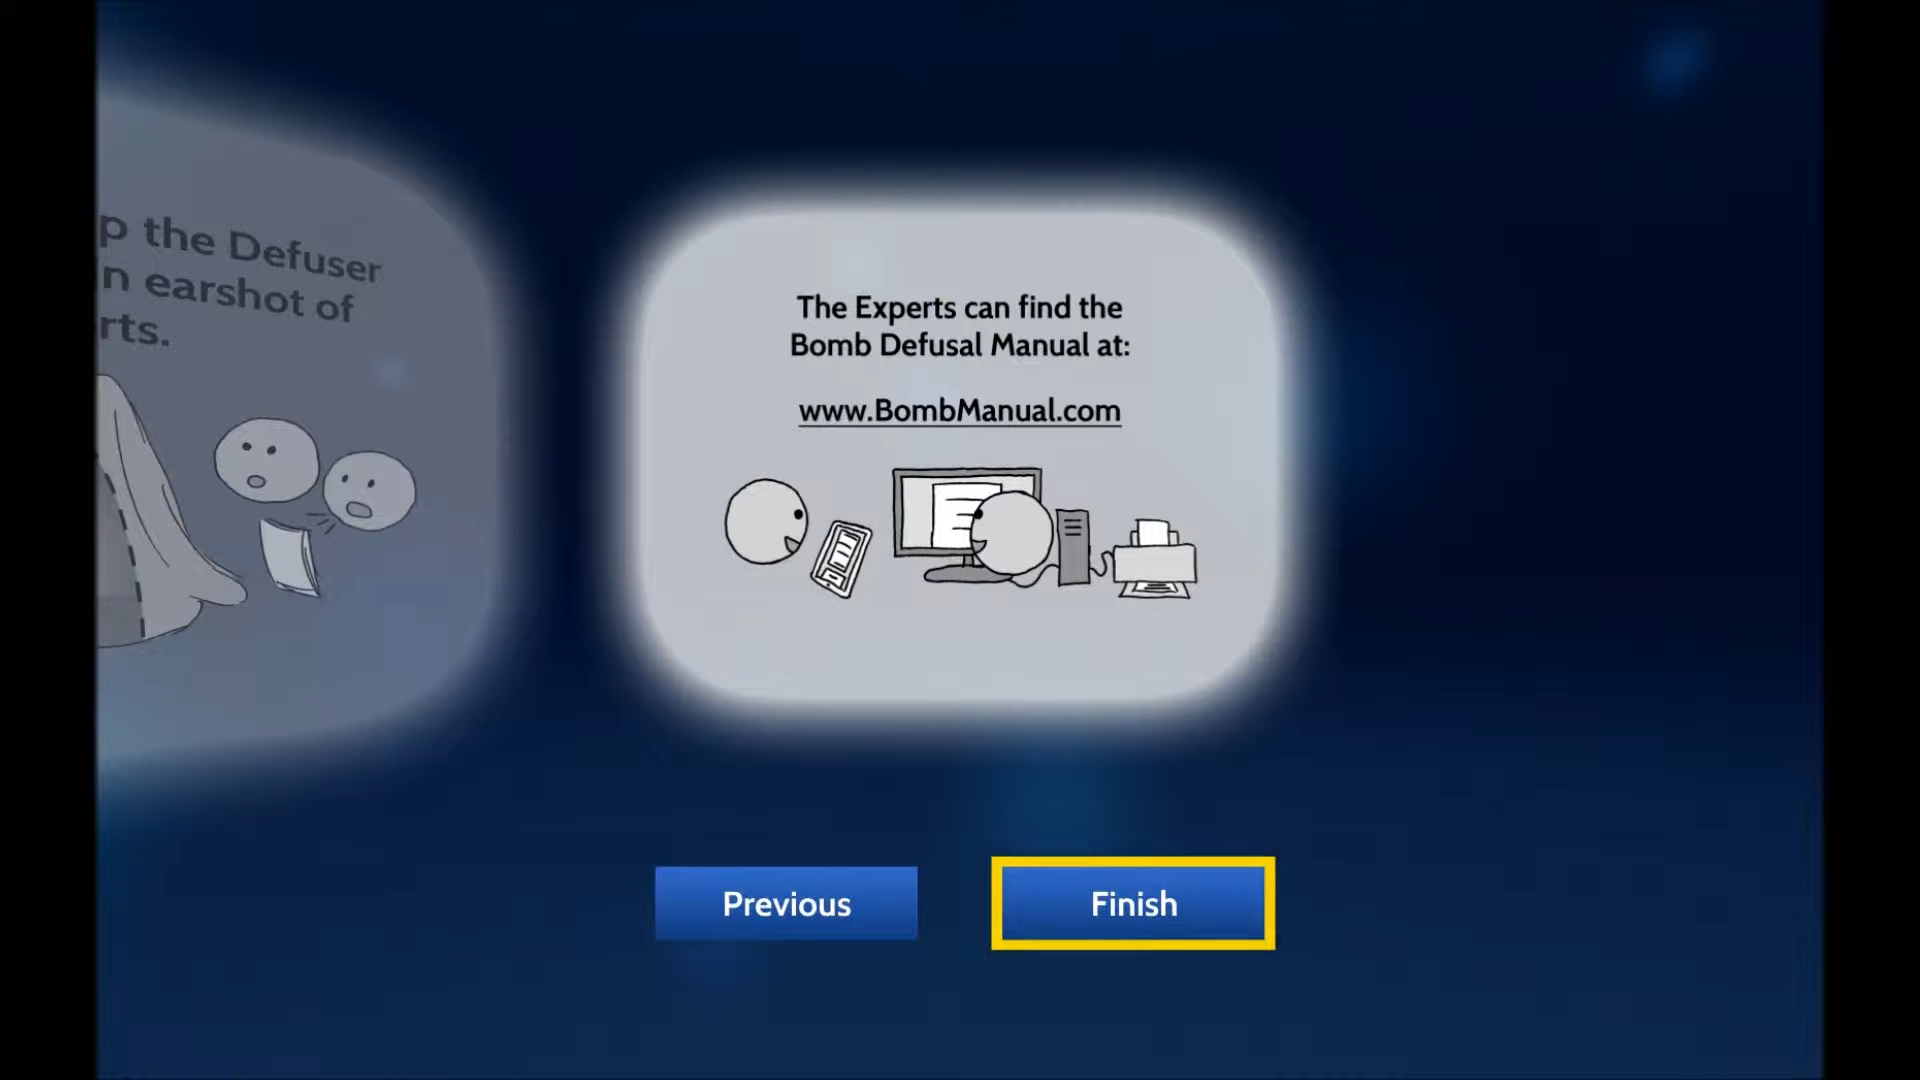 p the Defuser
n earshot of
rts.
The Experts can find the
Bomb Defusal Manual at:
www.BombManual.com
Previous
Finish